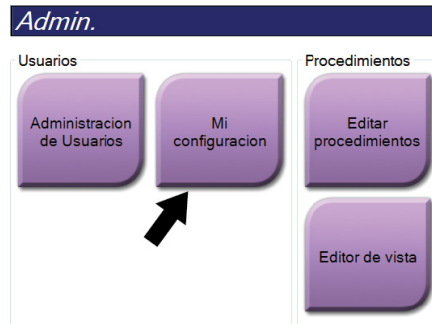 Admin.
Usuarios
Administracion
de Usuarios
Mi
configuracion
Procedimientos
Editar
procedimientos
Editor de vista